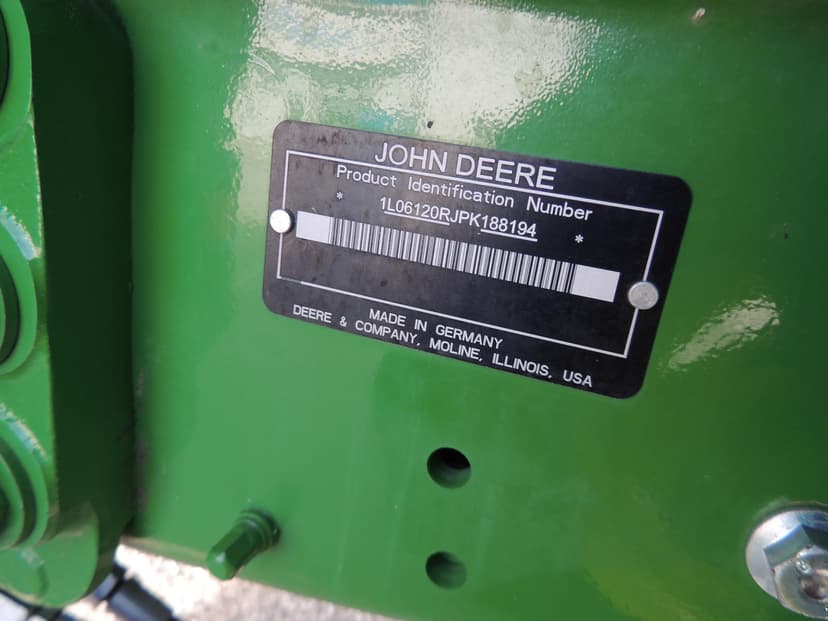 JOHN DEERE
Product Identification Number
* 1L06120RJPK188194 *
MADE IN GERMANY
DEERE & COMPANY, MOLINE, ILLINOIS, USA